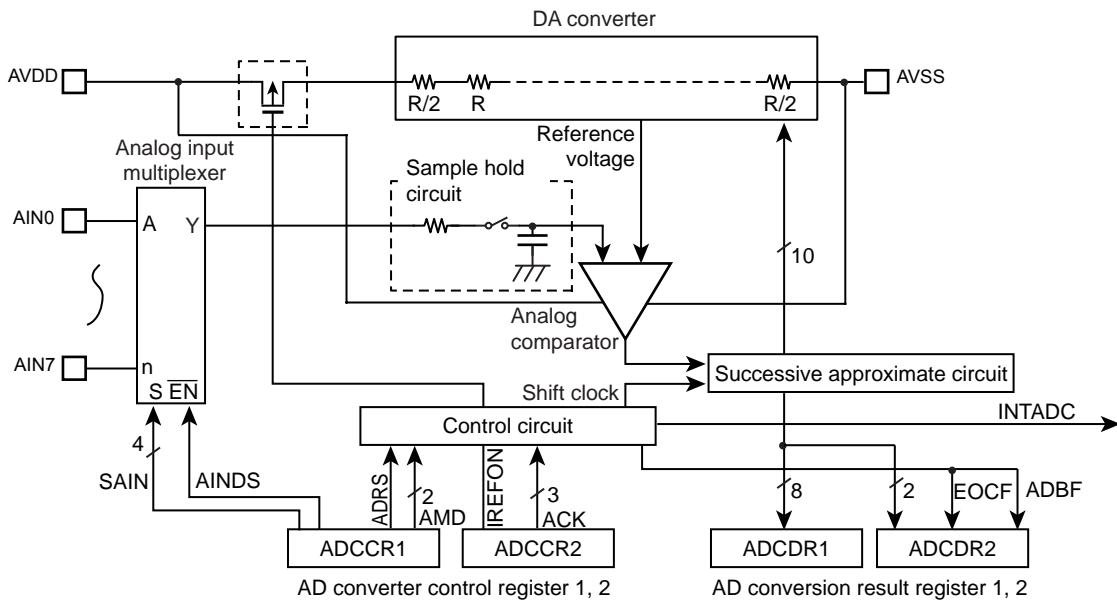 DA converter
AVDD
AVSS
R/2
R
R/2
Reference
voltage
Analog input
multiplexer
Sample hold
circuit
AIN0
A
Y
10
Analog
comparator
AIN7
n
S EN
Successive approximate circuit
Shift clock
INTADC
Control circuit
4
SAIN
AINDS
ADRS
2
AMD
IREFON
3
ACK
8
2
EOCF
ADBF
ADCCR1
ADCCR2
ADCDR1
ADCDR2
AD converter control register 1, 2
AD conversion result register 1, 2